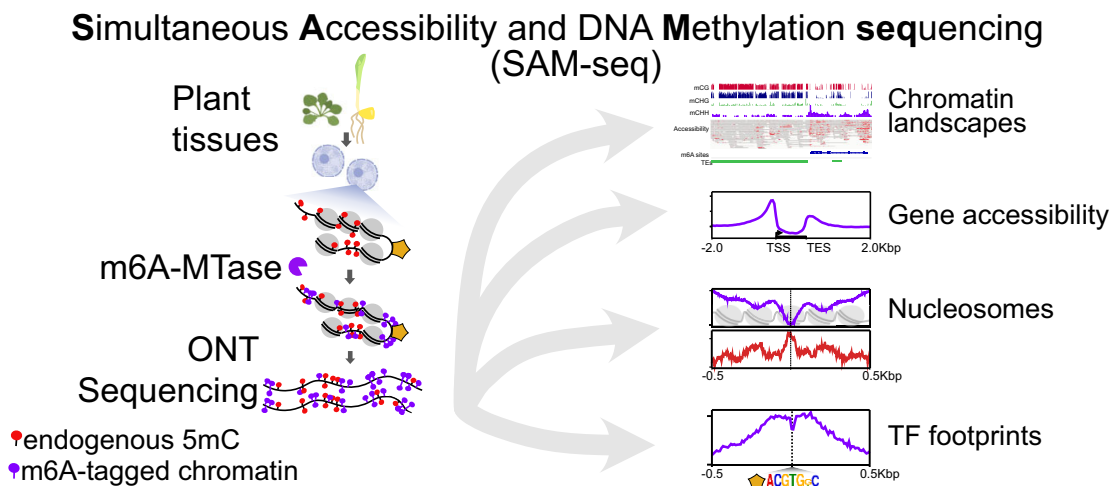 Simultaneous Accessibility and DNA Methylation sequencing
(SAM-seq)
Plant
tissues
m6A-MTase
ONT
Sequencing
endogenous 5mC
m6A-tagged chromatin
mCG
mCHG
mCHH
Accessibility
m6A sites
TEs
Chromatin
landscapes
-2.0 TSS TES 2.0Kbp
Gene accessibility
-0.5 0.5Kbp
Nucleosomes
-0.5 0.5Kbp
ACGTGGC
TF footprints